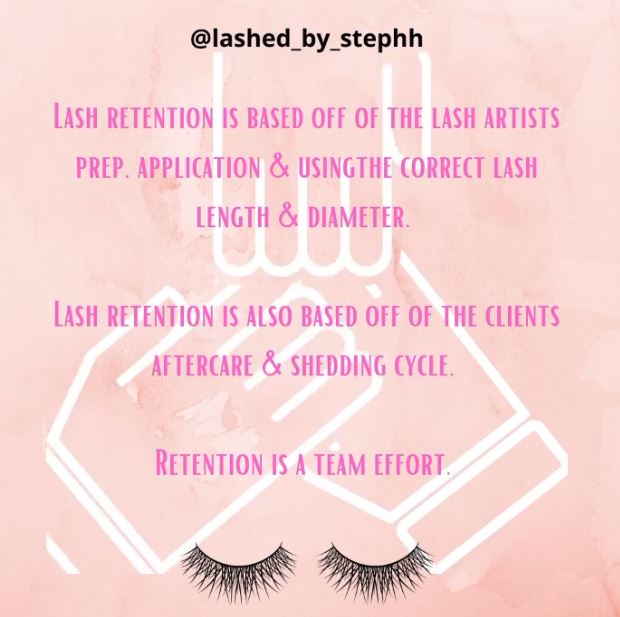 @lashed_by_stephh
LASH RETENTION IS BASED OFF OF THE LASH ARTISTS
PREP. APPLICATION & USINGTHE CORRECT LASH
LENGTH & DIAMETER.
LASH RETENTION IS ALSO BASED OFF OF THE CLIENTS
AFTERCARE & SHEDDING CYCLE.
RETENTION IS A TEAM EFFORT.